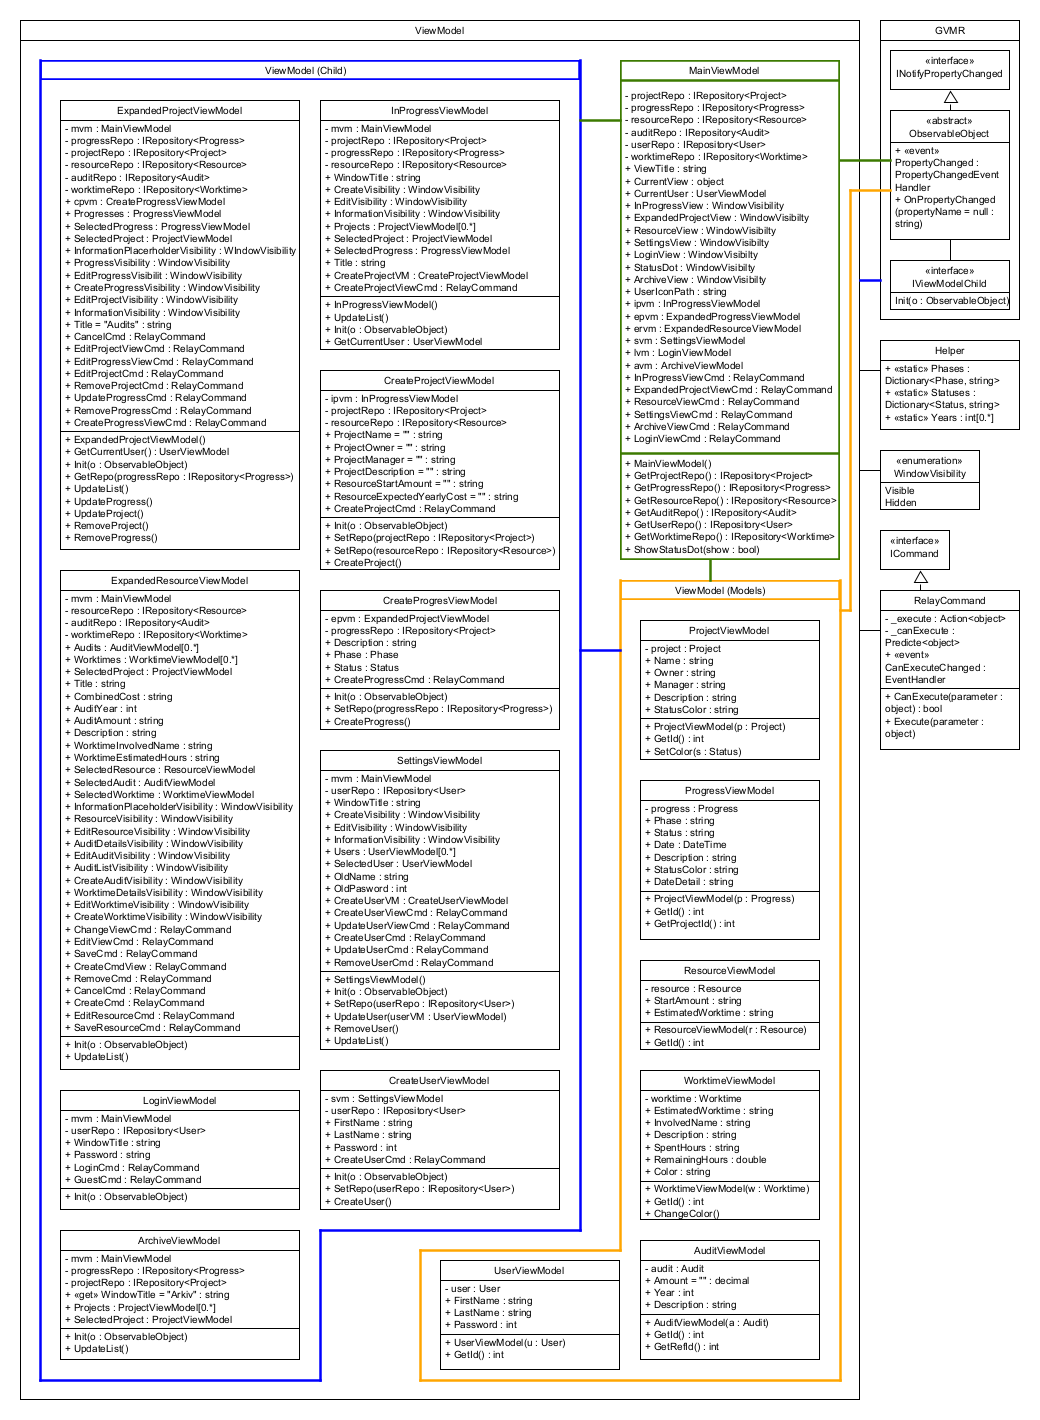 ViewModel
ViewModel (Child)
ExpandedProjectViewModel
- mvm : MainViewModel
- progressRepo : IRepository<Progress>
- projectRepo : IRepository<Project>
- resourceRepo : IRepository<Resource>
- auditRepo : IRepository<Audit>
- worktimeRepo : IRepository<Worktime>
+ cpvm : CreateProgressViewModel
+ Progresses : ProgressViewModel
+ SelectedProgress : ProgressViewModel
+ SelectedProject : ProjectViewModel
+ InformationPlacerholderVisibility : WIndowVisibility
+ ProgressVisibility : WindowVisibility
+ EditProgressVisibilit : WindowVisibility
+ CreateProgressVisibility : WindowVisibility
+ EditProjectVisibility : WindowVisibility
+ InformationVisibility : WindowVisibility
+ Title = "Audits" : string
+ CancelCmd : RelayCommand
+ EditProjectViewCmd : RelayCommand
+ EditProgressViewCmd : RelayCommand
+ EditProjectCmd : RelayCommand
+ RemoveProjectCmd : RelayCommand
+ UpdateProgressCmd : RelayCommand
+ RemoveProgressCmd : RelayCommand
+ CreateProgressViewCmd : RelayCommand
+ ExpandedProjectViewModel()
+ GetCurrentUser() : UserViewModel
+ Init(o : ObservableObject)
+ GetRepo(progressRepo : IRepository<Progress>)
+ UpdateList()
+ UpdateProgress()
+ UpdateProject()
+ RemoveProject()
+ RemoveProgress()
ExpandedResourceViewModel
- mvm : MainViewModel
- resourceRepo : IRepository<Resource>
- auditRepo : IRepository<Audit>
- worktimeRepo : IRepository<Worktime>
+ Audits : AuditViewModel[0.*]
+ Worktimes : WorktimeViewModel[0.*]
+ SelectedProject : ProjectViewModel
+ Title : string
+ CombinedCost : string
+ AuditYear : int
+ AuditAmount : string
+ Description : string
+ WorktimeInvolvedName : string
+ WorktimeEstimatedHours : string
+ SelectedResource : ResourceViewModel
+ SelectedAudit : AuditViewModel
+ SelectedWorktime : WorktimeViewModel
+ InformationPlaceholderVisibility : WindowVisibility
+ ResourceVisibility : WindowVisibility
+ EditResourceVisibility : WindowVisibility
+ AuditDetailsVisibility : WindowVisibility
+ EditAuditVisibility : WindowVisibility
+ AuditListVisibility : WindowVisibility
+ CreateAuditVisibility : WindowVisibility
+ WorktimeDetailsVisibility : WindowVisibility
+ EditWorktimeVisibility : WindowVisibility
+ CreateWorktimeVisibility : WindowVisibility
+ ChangeViewCmd : RelayCommand
+ EditViewCmd : RelayCommand
+ SaveCmd : RelayCommand
+ CreateCmdView : RelayCommand
+ RemoveCmd : RelayCommand
+ CancelCmd : RelayCommand
+ CreateCmd : RelayCommand
+ EditResourceCmd : RelayCommand
+ SaveResourceCmd : RelayCommand
+ Init(o : ObservableObject)
+ UpdateList()
LoginViewModel
- mvm : MainViewModel
- userRepo : IRepository<User>
+ WindowTitle : string
+ Password : string
+ LoginCmd : RelayCommand
+ GuestCmd : RelayCommand
+ Init(o : ObservableObject)
ArchiveViewModel
- mvm : MainViewModel
- progressRepo : IRepository<Progress>
- projectRepo : IRepository<Project>
+ «get» WindowTitle = "Arkiv" : string
+ Projects : ProjectViewModel[0.*]
+ SelectedProject : ProjectViewModel
+ Init(o : ObservableObject)
+ UpdateList()
InProgressViewModel
- mvm : MainViewModel
- projectRepo : IRepository<Project>
- progressRepo : IRepository<Progress>
- resourceRepo : IRepository<Resource>
+ WindowTitle : string
+ CreateVisibility : WindowVisibility
+ EditVisibility : WindowVisibility
+ InformationVisibility : WindowVisibility
+ Projects : ProjectViewModel[0.*]
+ SelectedProject : ProjectViewModel
+ SelectedProgress : ProgressViewModel
+ Title : string
+ CreateProjectVM : CreateProjectViewModel
+ CreateProjectViewCmd : RelayCommand
+ InProgressViewModel()
+ UpdateList()
+ Init(o : ObservableObject)
+ GetCurrentUser : UserViewModel
CreateProjectViewModel
- ipvm : InProgressViewModel
- projectRepo : IRepository<Project>
- resourceRepo : IRepository<Resource>
+ ProjectName = "" : string
+ ProjectOwner = "" : string
+ ProjectManager = "" : string
+ ProjectDescription = "" : string
+ ResourceStartAmount = "" : string
+ ResourceExpectedYearlyCost = "" : string
+ CreateProjectCmd : RelayCommand
+ Init(o : ObservableObject)
+ SetRepo(projectRepo : IRepository<Project>)
+ SetRepo(resourceRepo : IRepository<Resource>)
+ CreateProject()
CreateProgresViewModel
- epvm : ExpandedProjectViewModel
- progressRepo : IRepository<Project>
+ Description : string
+ Phase : Phase
+ Status : Status
+ CreateProgressCmd : RelayCommand
+ Init(o : ObservableObject)
+ SetRepo(progressRepo : IRepository<Progress>)
+ CreateProgress()
SettingsViewModel
- mvm : MainViewModel
- userRepo : IRepository<User>
+ WindowTitle : string
+ CreateVisibility : WindowVisibility
+ EditVisibility : WindowVisibility
+ InformationVisibility : WindowVisibility
+ Users : UserViewModel[0.*]
+ SelectedUser : UserViewModel
+ OldName : string
+ OldPasword : int
+ CreateUserVM : CreateUserViewModel
+ CreateUserViewCmd : RelayCommand
+ UpdateUserViewCmd : RelayCommand
+ CreateUserCmd : RelayCommand
+ UpdateUserCmd : RelayCommand
+ RemoveUserCmd : RelayCommand
+ SettingsViewModel()
+ Init(o : ObservableObject)
+ SetRepo(userRepo : IRepository<User>)
+ UpdateUser(userVM : UserViewModel)
+ RemoveUser()
+ UpdateList()
CreateUserViewModel
- svm : SettingsViewModel
- userRepo : IRepository<User>
+ FirstName : string
+ LastName : string
+ Password : int
+ CreateUserCmd : RelayCommand
+ Init(o : ObservableObject)
+ SetRepo(userRepo : IRepository<User>)
+ CreateUser()
MainViewModel
- projectRepo : IRepository<Project>
- progressRepo : IRepository<Progress>
- resourceRepo : IRepository<Resource>
- auditRepo : IRepository<Audit>
- userRepo : IRepository<User>
- worktimeRepo : IRepository<Worktime>
+ ViewTitle : string
+ CurrentView : object
+ CurrentUser : UserViewModel
+ InProgressView : WindowVisibility
+ ExpandedProjectView : WindowVisibilty
+ ResourceView : WindowVisibilty
+ SettingsView : WindowVisibilty
+ LoginView : WindowVisibilty
+ StatusDot : WindowVisibilty
+ ArchiveView : WindowVisibilty
+ UserIconPath : string
+ ipvm : InProgressViewModel
+ epvm : ExpandedProgressViewModel
+ ervm : ExpandedResourceViewModel
+ svm : SettingsViewModel
+ lvm : LoginViewModel
+ avm : ArchiveViewModel
+ InProgressViewCmd : RelayCommand
+ ExpandedProjectViewCmd : RelayCommand
+ ResourceViewCmd : RelayCommand
+ SettingsViewCmd : RelayCommand
+ ArchiveViewCmd : RelayCommand
+ LoginViewCmd : RelayCommand
+ MainViewModel()
+ GetProjectRepo() : IRepository<Project>
+ GetProgressRepo() : IRepository<Progress>
+ GetResourceRepo() : IRepository<Resource>
+ GetAuditRepo() : IRepository<Audit>
+ GetUserRepo() : IRepository<User>
+ GetWorktimeRepo() : IRepository<Worktime>
+ ShowStatusDot(show : bool)
ViewModel (Models)
ProjectViewModel
- project : Project
+ Name : string
+ Owner : string
+ Manager : string
+ Description : string
+ StatusColor : string
+ ProjectViewModel(p : Project)
+ GetId() : int
+ SetColor(s : Status)
ProgressViewModel
- progress : Progress
+ Phase : string
+ Status : string
+ Date : DateTime
+ Description : string
+ StatusColor : string
+ DateDetail : string
+ ProjectViewModel(p : Progress)
+ GetId() : int
+ GetProjectId() : int
ResourceViewModel
- resource : Resource
+ StartAmount : string
+ EstimatedWorktime : string
+ ResourceViewModel(r : Resource)
+ GetId() : int
WorktimeViewModel
- worktime : Worktime
+ EstimatedWorktime : string
+ InvolvedName : string
+ Description : string
+ SpentHours : string
+ RemainingHours : double
+ Color : string
+ WorktimeViewModel(w : Worktime)
+ GetId() : int
+ ChangeColor()
AuditViewModel
- audit : Audit
+ Amount = "" : decimal
+ Year : int
+ Description : string
+ AuditViewModel(a : Audit)
+ GetId() : int
+ GetRefId() : int
UserViewModel
- user : User
+ FirstName : string
+ LastName : string
+ Password : int
+ UserViewModel(u : User)
+ GetId() : int
GVMR
«interface»
INotifyPropertyChanged
«abstract»
ObservableObject
+ «event»
PropertyChanged :
PropertyChangedEvent
Handler
+ OnPropertyChanged
(propertyName = null :
string)
«interface»
IViewModelChild
Init(o : ObservableObject)
Helper
+ «static» Phases :
Dictionary<Phase, string>
+ «static» Statuses :
Dictionary<Status, string>
+ «static» Years : int[0.*]
«enumeration»
WindowVisibility
Visible
Hidden
«interface»
ICommand
RelayCommand
- _execute : Action<object>
- _canExecute :
Predicte<object>
+ «event»
CanExecuteChanged :
EventHandler
+ CanExecute(parameter :
object) : bool
+ Execute(parameter :
object)